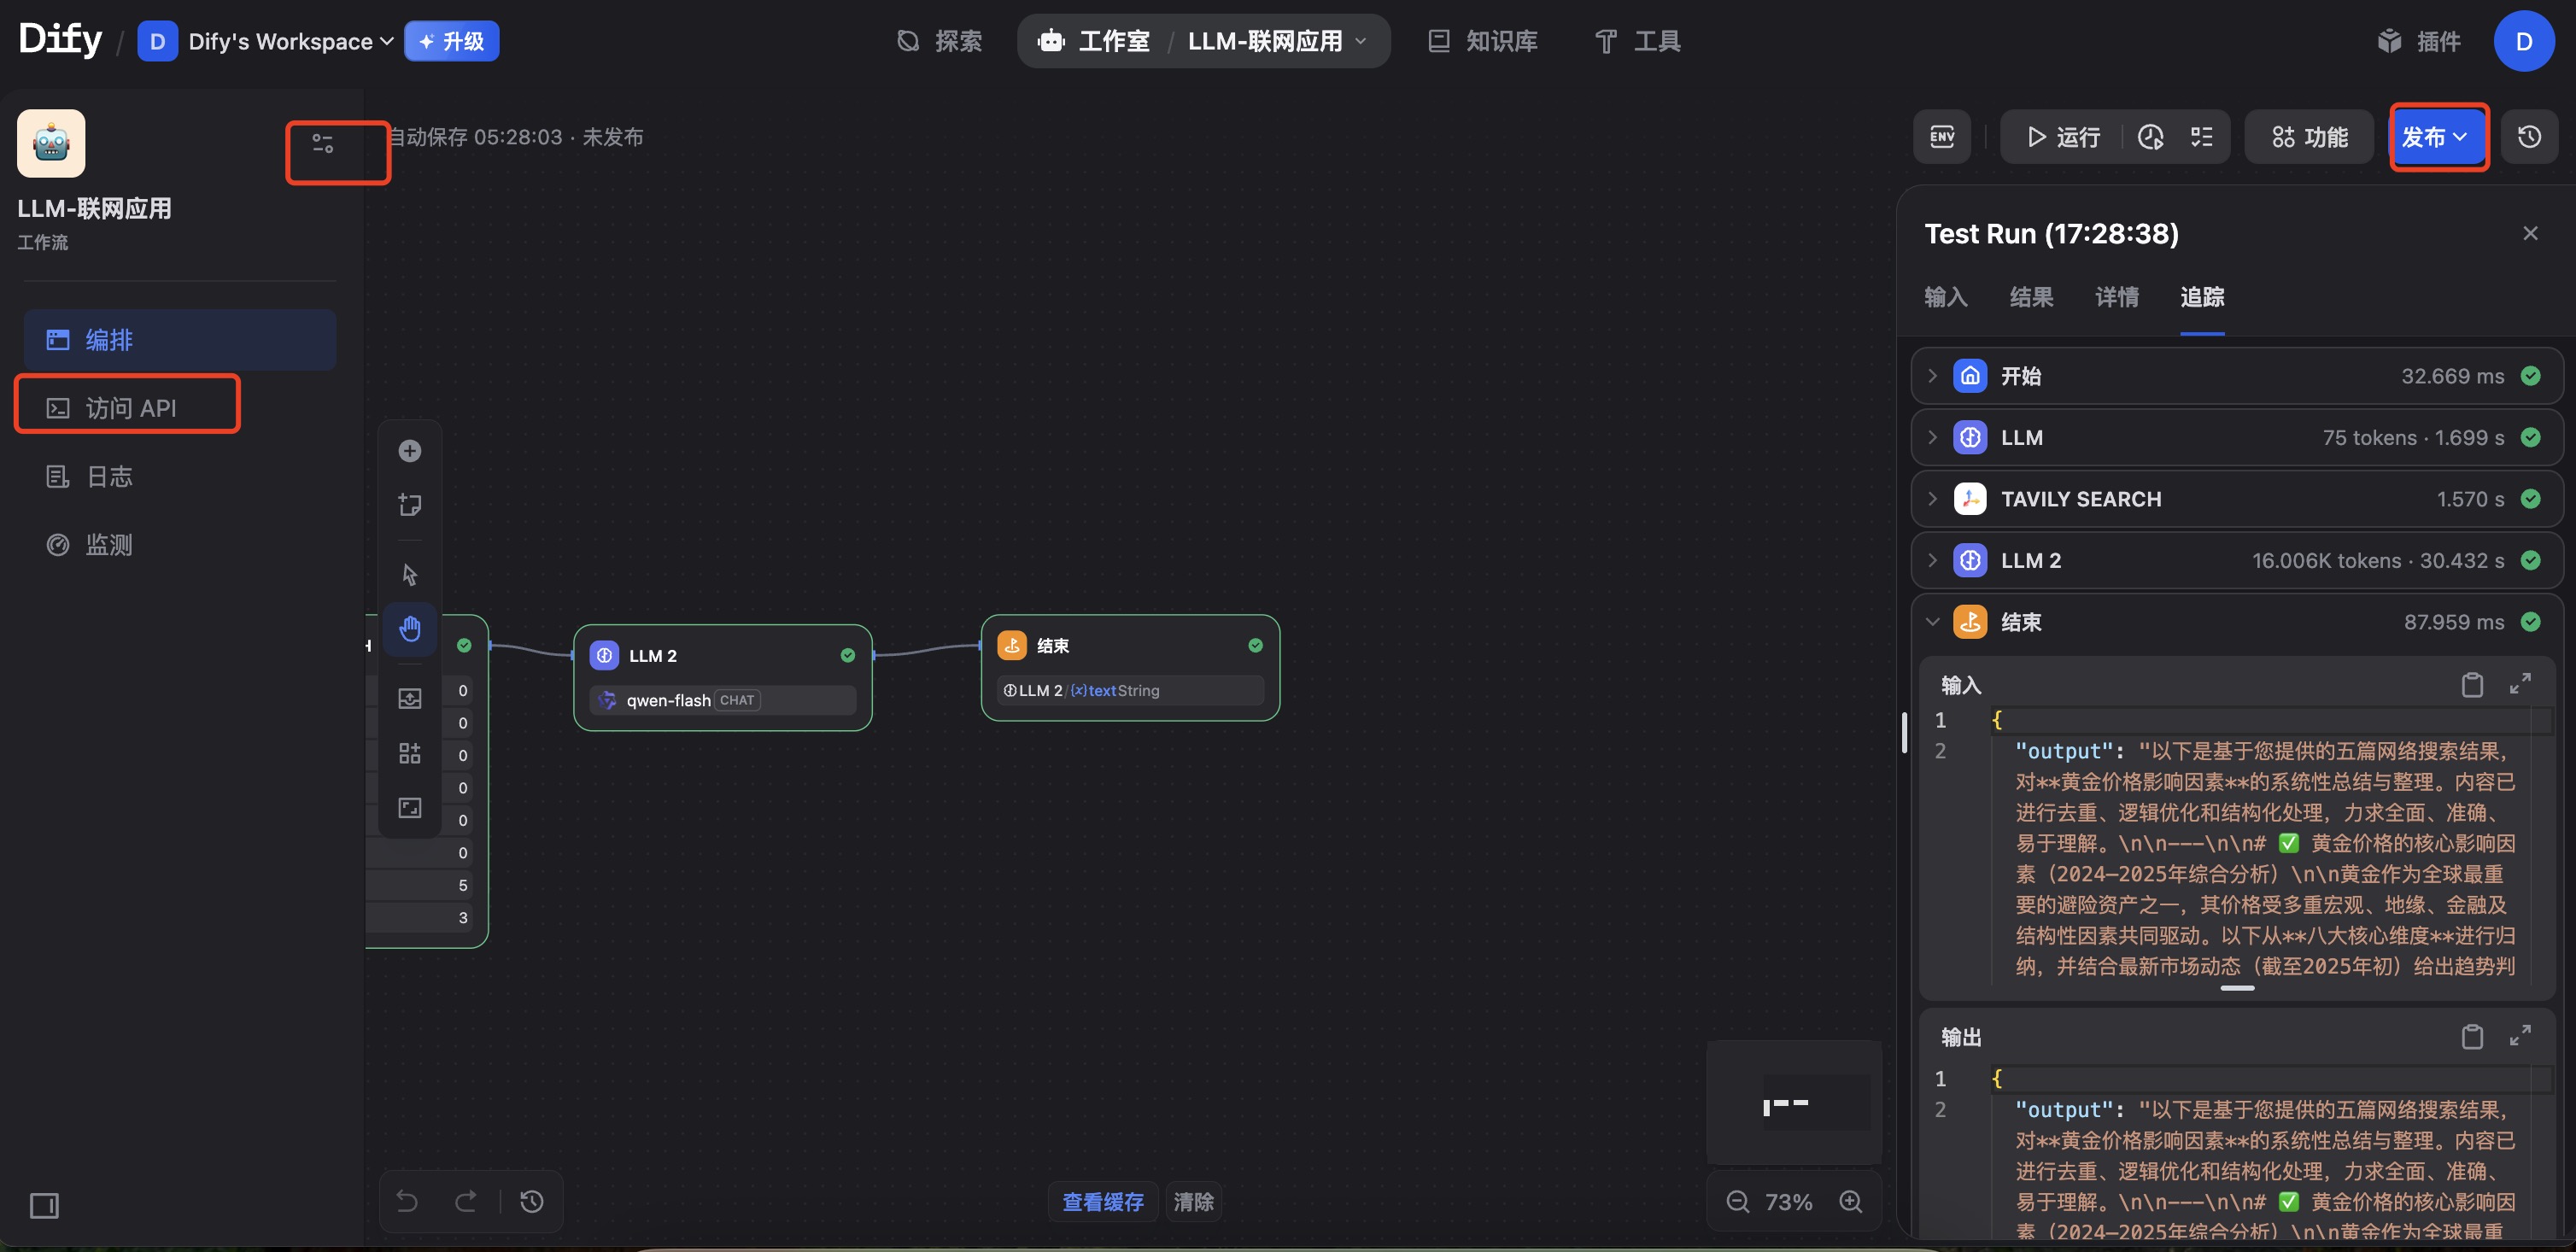 Dify / D Dify's Workspace 升级
探索
工作室 / LLM-联网应用
知识库
工具
插件
D
LLM-联网应用
工作流
编排
访问 API
日志
监测
自动保存 05:28:03 · 未发布
ENV
运行
功能
发布
H
0
0
0
0
0
0
5
3
LLM 2
qwen-flash CHAT
结束
LLM 2/{x}text String
查看缓存 清除
73%
Test Run (17:28:38)
输入 结果 详情 追踪
开始 32.669 ms
LLM 75 tokens · 1.699 s
TAVILY SEARCH 1.570 s
LLM 2 16.006K tokens · 30.432 s
结束 87.959 ms
输入
1 {
2 "output": "以下是基于您提供的五篇网络搜索结果,
对**黄金价格影响因素**的系统性总结与整理。内容已
进行去重、逻辑优化和结构化处理，力求全面、准确、
易于理解。\n\n---\n\n# ✅ 黄金价格的核心影响因
素（2024—2025年综合分析）\n\n黄金作为全球最重
要的避险资产之一，其价格受多重宏观、地缘、金融及
结构性因素共同驱动。以下从**八大核心维度**进行归
纳，并结合最新市场动态（截至2025年初）给出趋势判
输出
1 {
2 "output": "以下是基于您提供的五篇网络搜索结果,
对**黄金价格影响因素**的系统性总结与整理。内容已
进行去重、逻辑优化和结构化处理，力求全面、准确、
易于理解。\n\n---\n\n# ✅ 黄金价格的核心影响因
素（2024—2025年综合分析）\n\n黄金作为全球最重